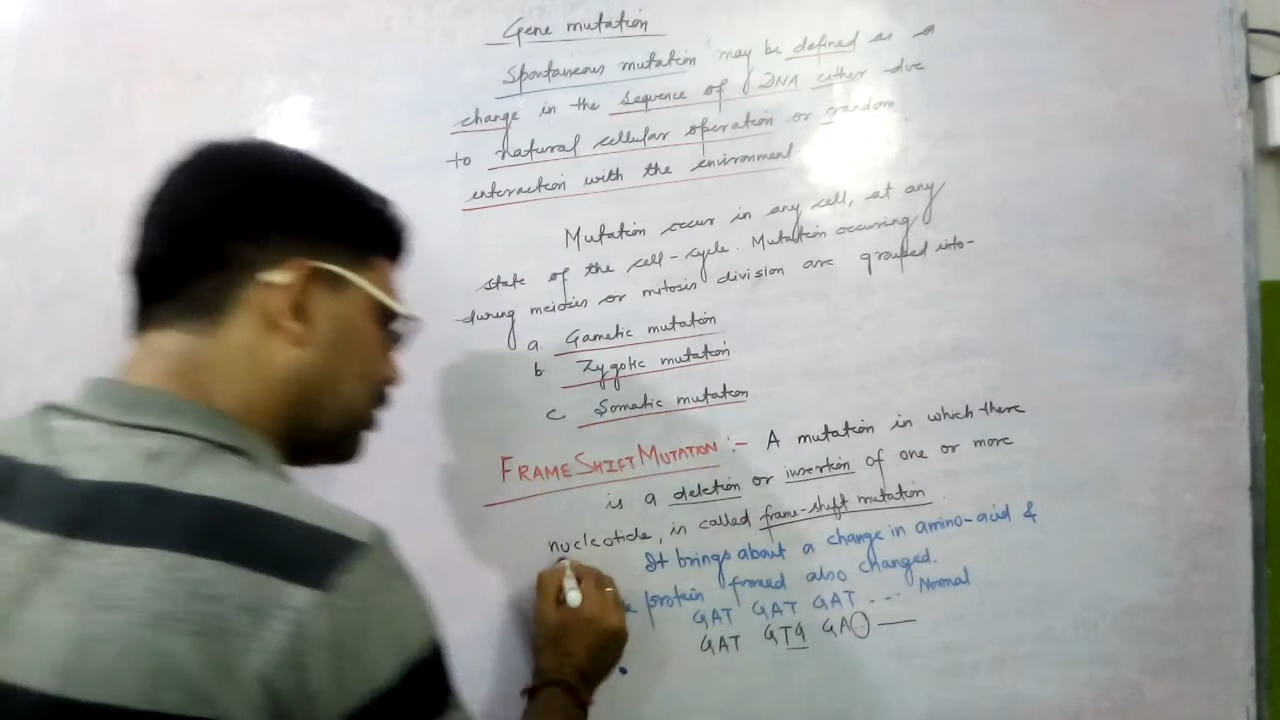 Gene mutation
Spontaneous mutation may be defined as a
change in the sequence of DNA either due
to natural cellular operation or random
interaction with the environment.
Mutation occur in any cell, at any
state of the cell-cycle. Mutation occuring
during meiosis or mitosis division are grouped into-
a. Gametic mutation
b Zygotic mutation
c Somatic mutation
FRAME SHIFT MUTATION :- A mutation in which there
is a deletion or insertion of one or more
nucleotide, is called frame-shift mutation
It brings about a change in amino-acid &
protein formed also changed.
GAT GAT GAT ... Normal
GAT GTG GA